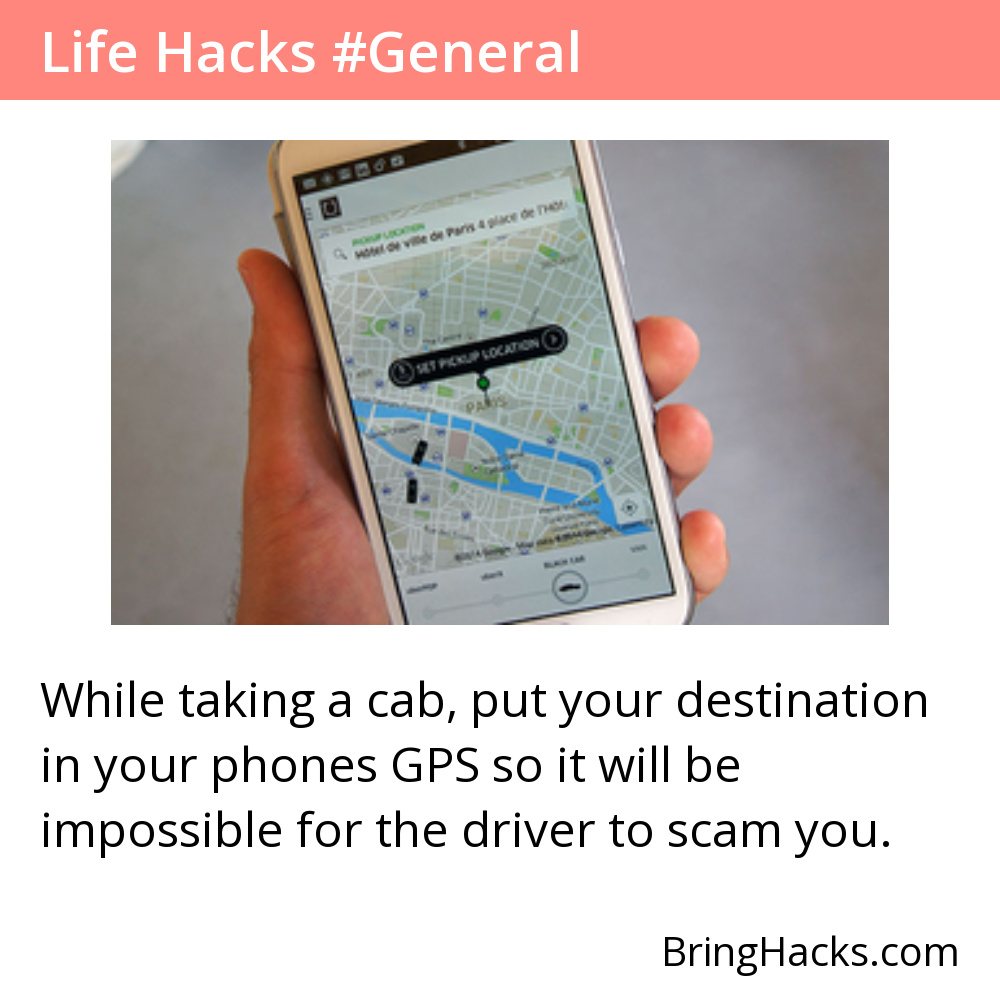 Life Hacks #General
PICKUP LOCATION
Hôtel de ville de Paris 4 place de l'Hôt
SET PICKUP LOCATION
PARIS
BLACK CAR
While taking a cab, put your destination
in your phones GPS so it will be
impossible for the driver to scam you.
BringHacks.com